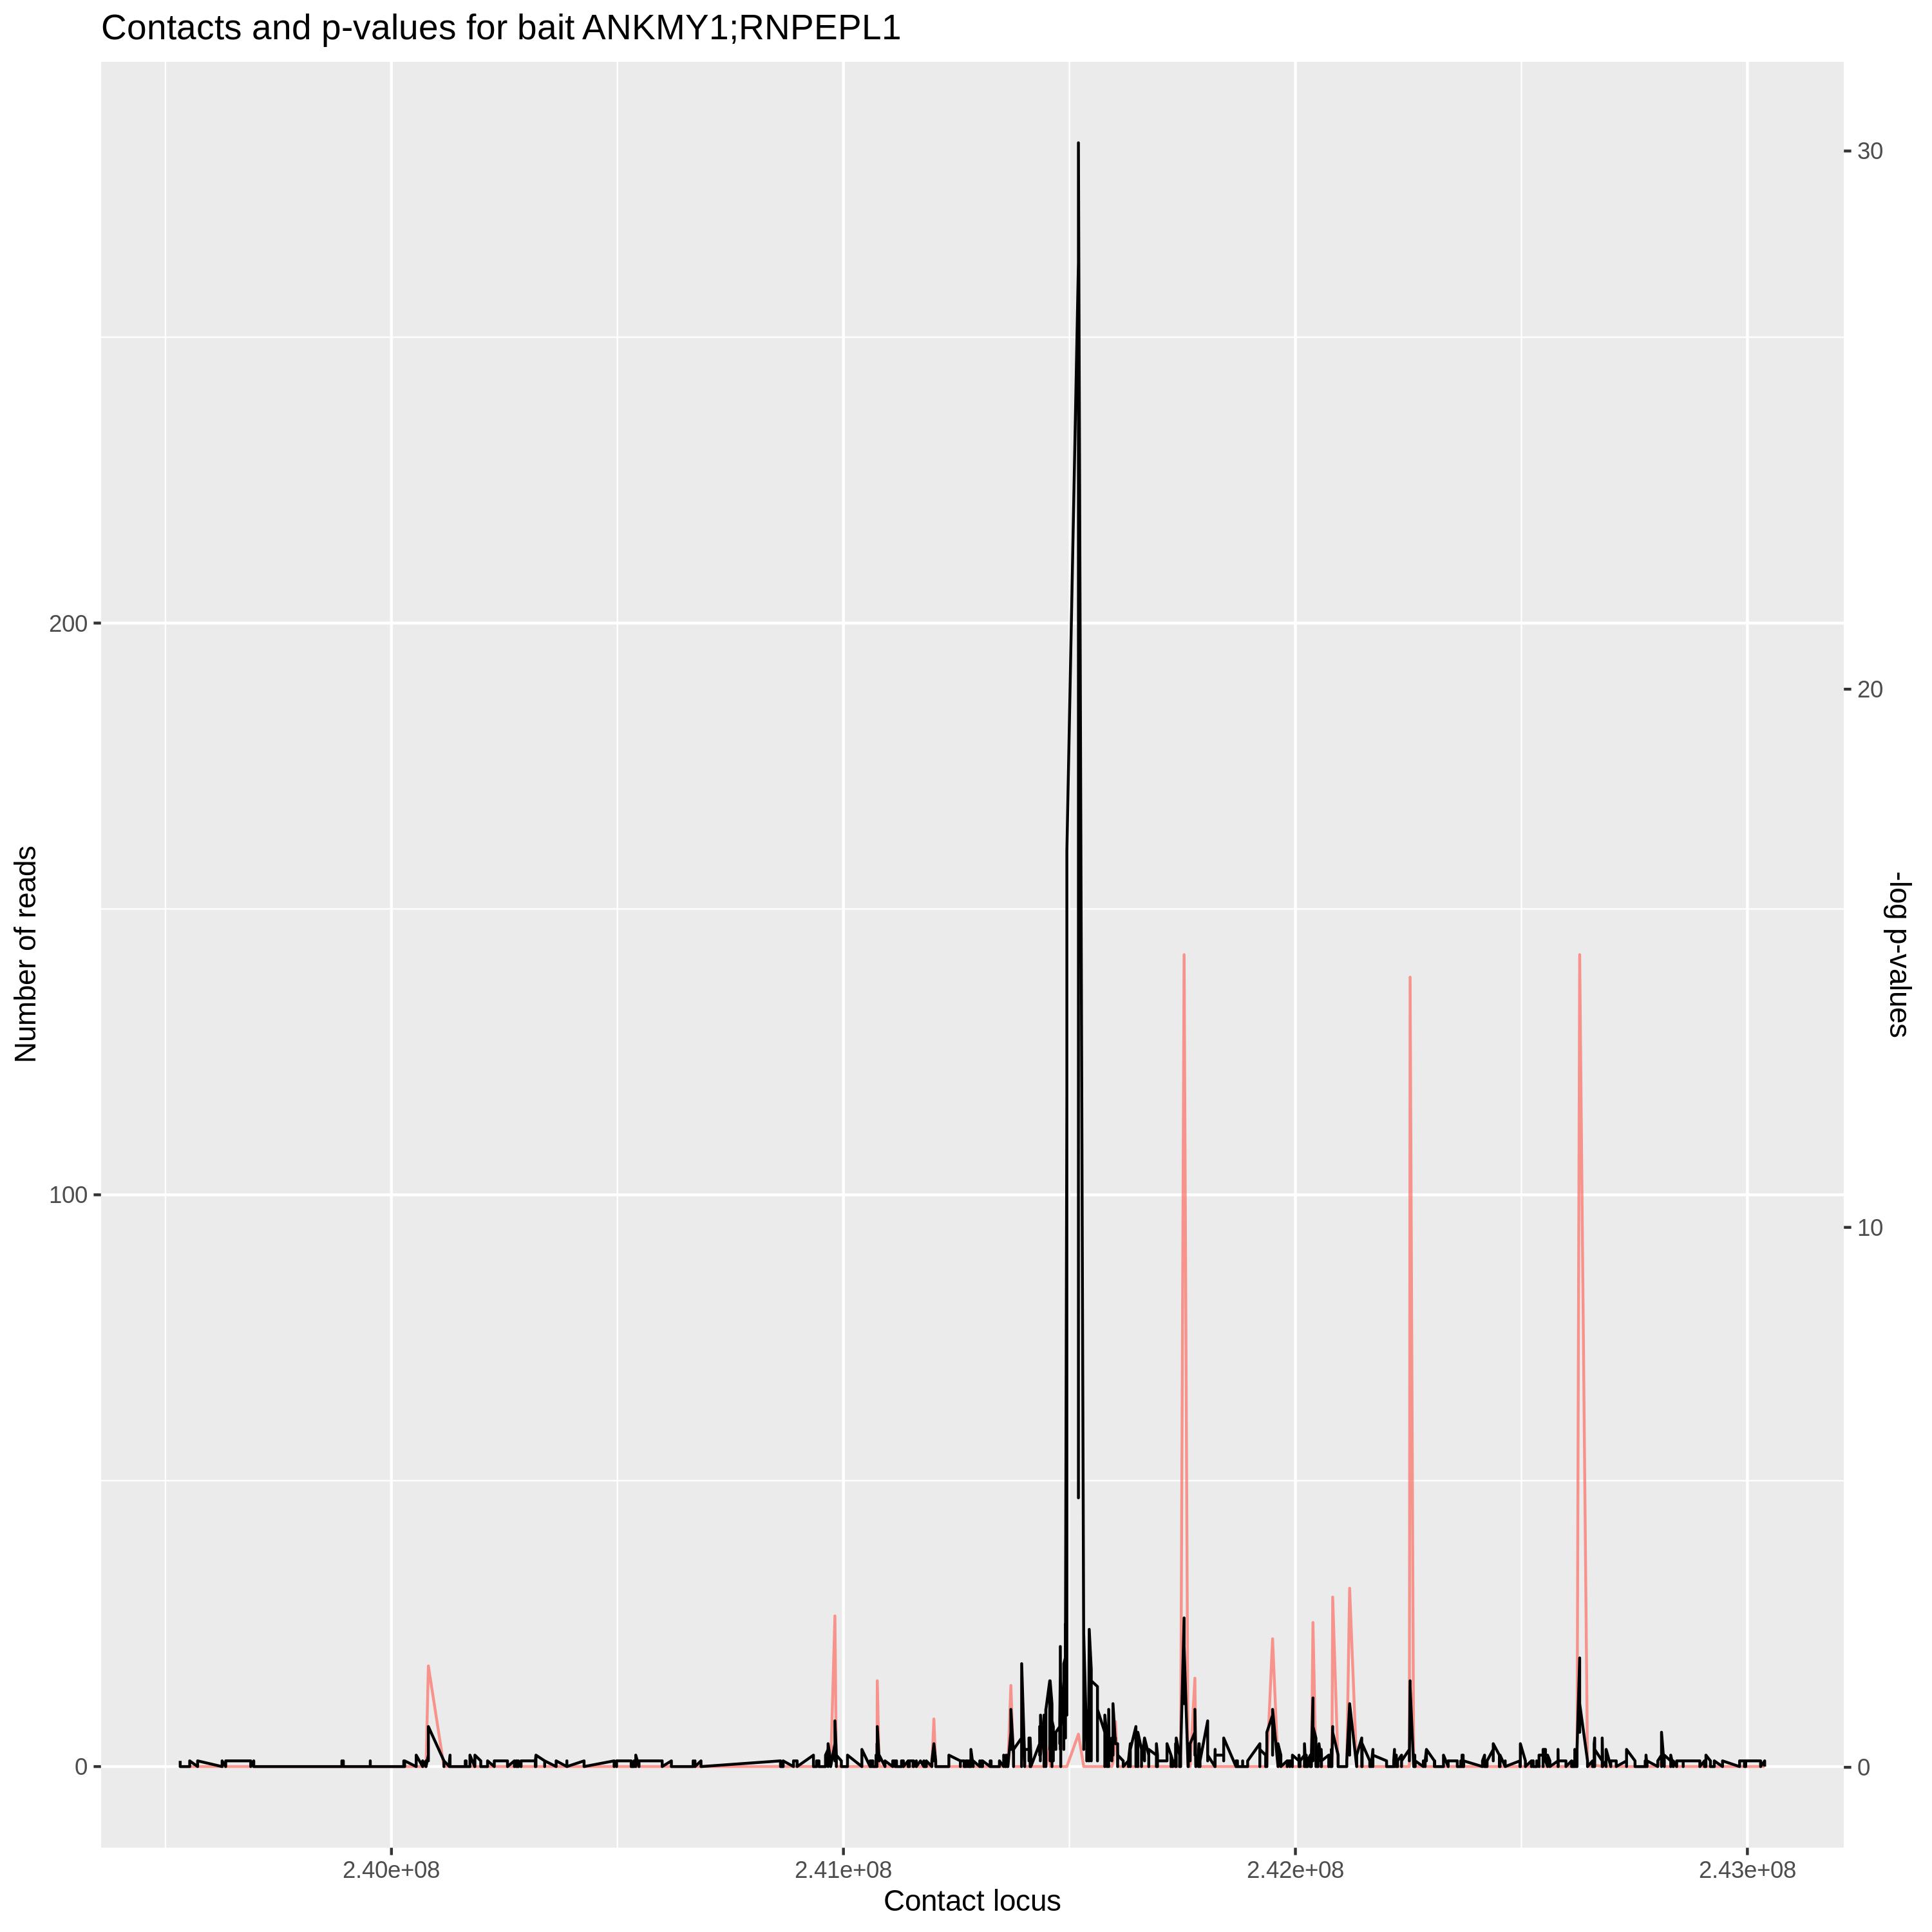 Contacts and p-values for bait ANKMY1;RNPEPL1
30
200
20
Number of reads
-log p-values
100
10
0
0
2.40e+08
2.41e+08
2.42e+08
2.43e+08
Contact locus